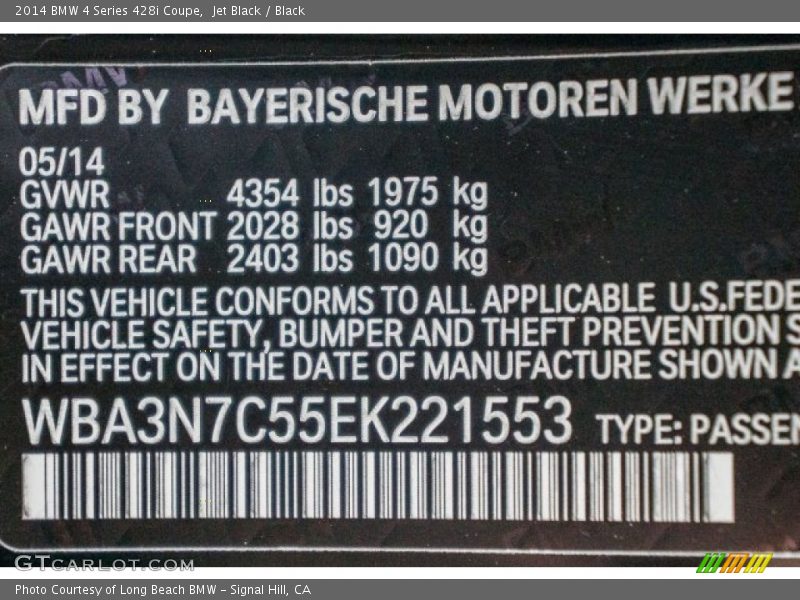 2014 BMW 4 Series 428i Coupe,  Jet Black / Black
MFD BY BAYERISCHE MOTOREN WERKE
05/14
GVWR 4354 lbs 1975 kg
GAWR FRONT 2028 lbs 920 kg
GAWR REAR 2403 lbs 1090 kg
THIS VEHICLE CONFORMS TO ALL APPLICABLE U.S.FEDE
VEHICLE SAFETY, BUMPER AND THEFT PREVENTION S
IN EFFECT ON THE DATE OF MANUFACTURE SHOWN A
WBA3N7C55EK221553 TYPE: PASSEN
GTCARLOT.COM
Photo Courtesy of Long Beach BMW – Signal Hill, CA